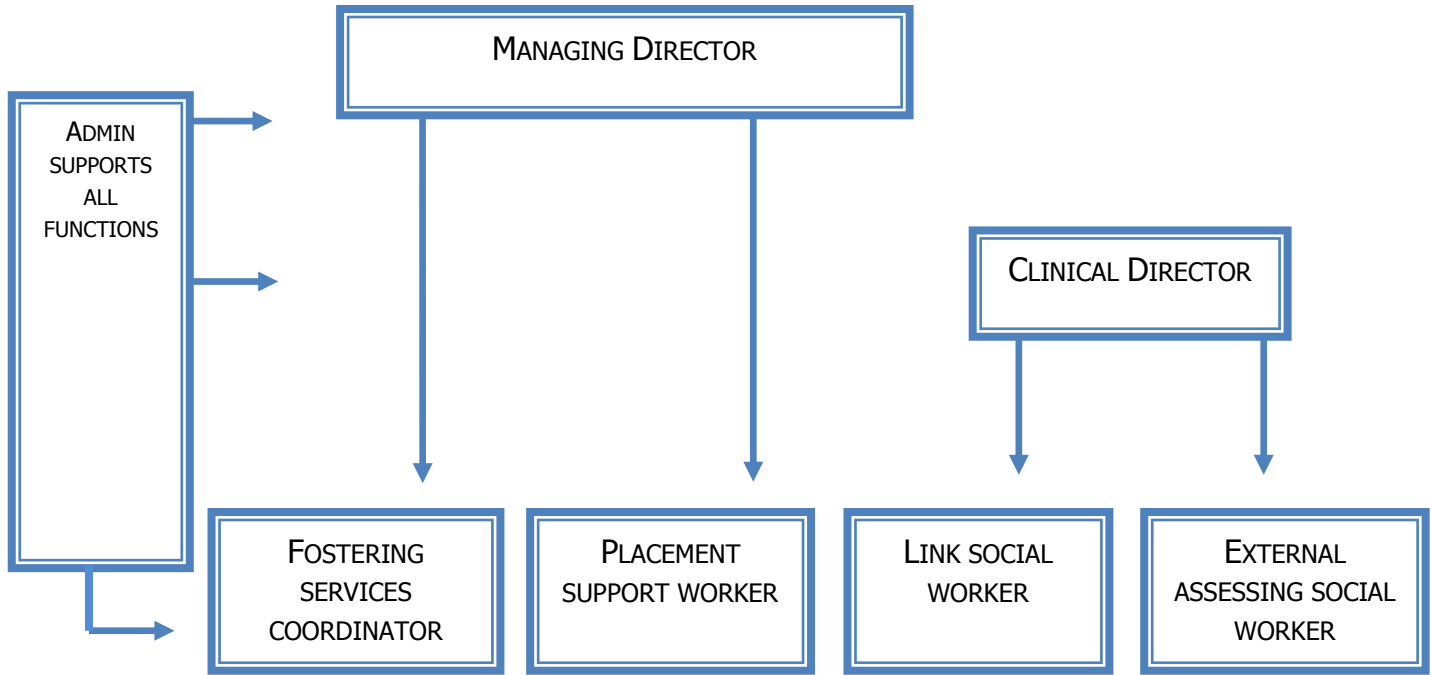 MANAGING DIRECTOR
ADMIN
SUPPORTS
ALL
FUNCTIONS
CLINICAL DIRECTOR
FOSTERING
SERVICES
COORDINATOR
PLACEMENT
SUPPORT WORKER
LINK SOCIAL
WORKER
EXTERNAL
ASSESSING SOCIAL
WORKER